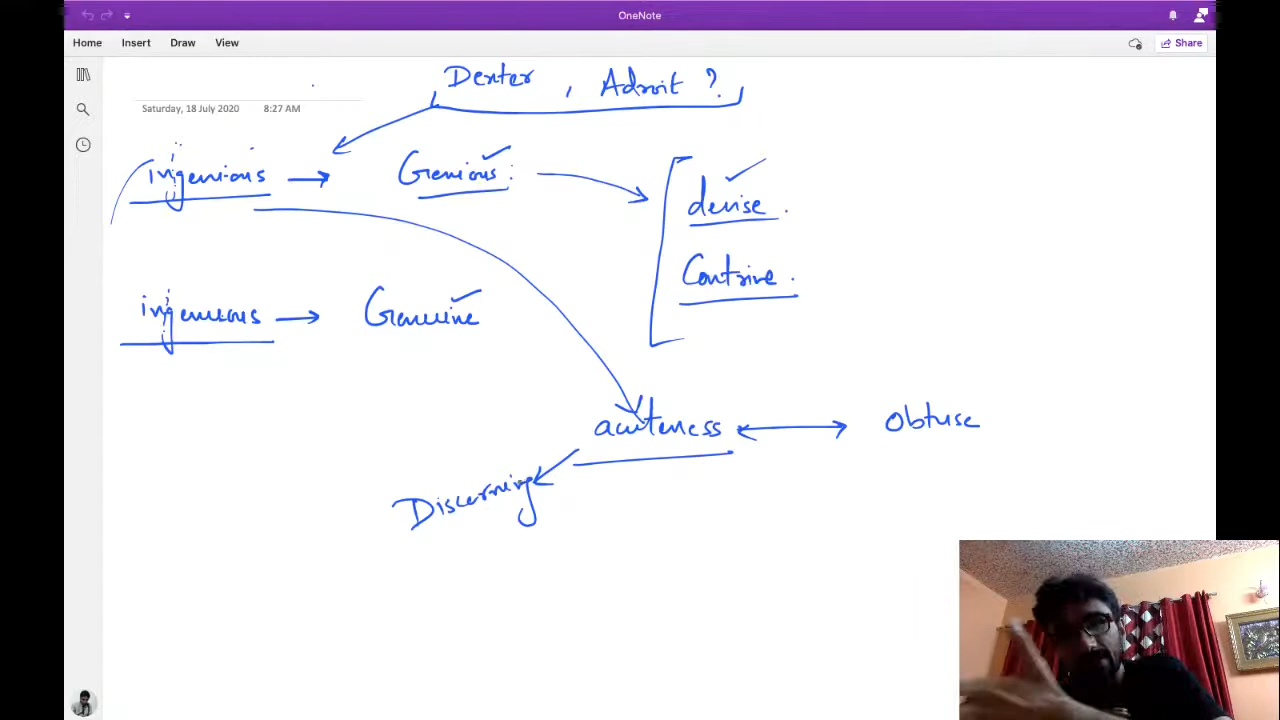 OneNote
Home Insert Draw View Share
Dexter , Adroit ?
Saturday, 18 July 2020 8:27 AM
ingenious → Genious :
devise .
Contrive .
ingenuous → Genuine
acuteness ↔ Obtuse
Discerning